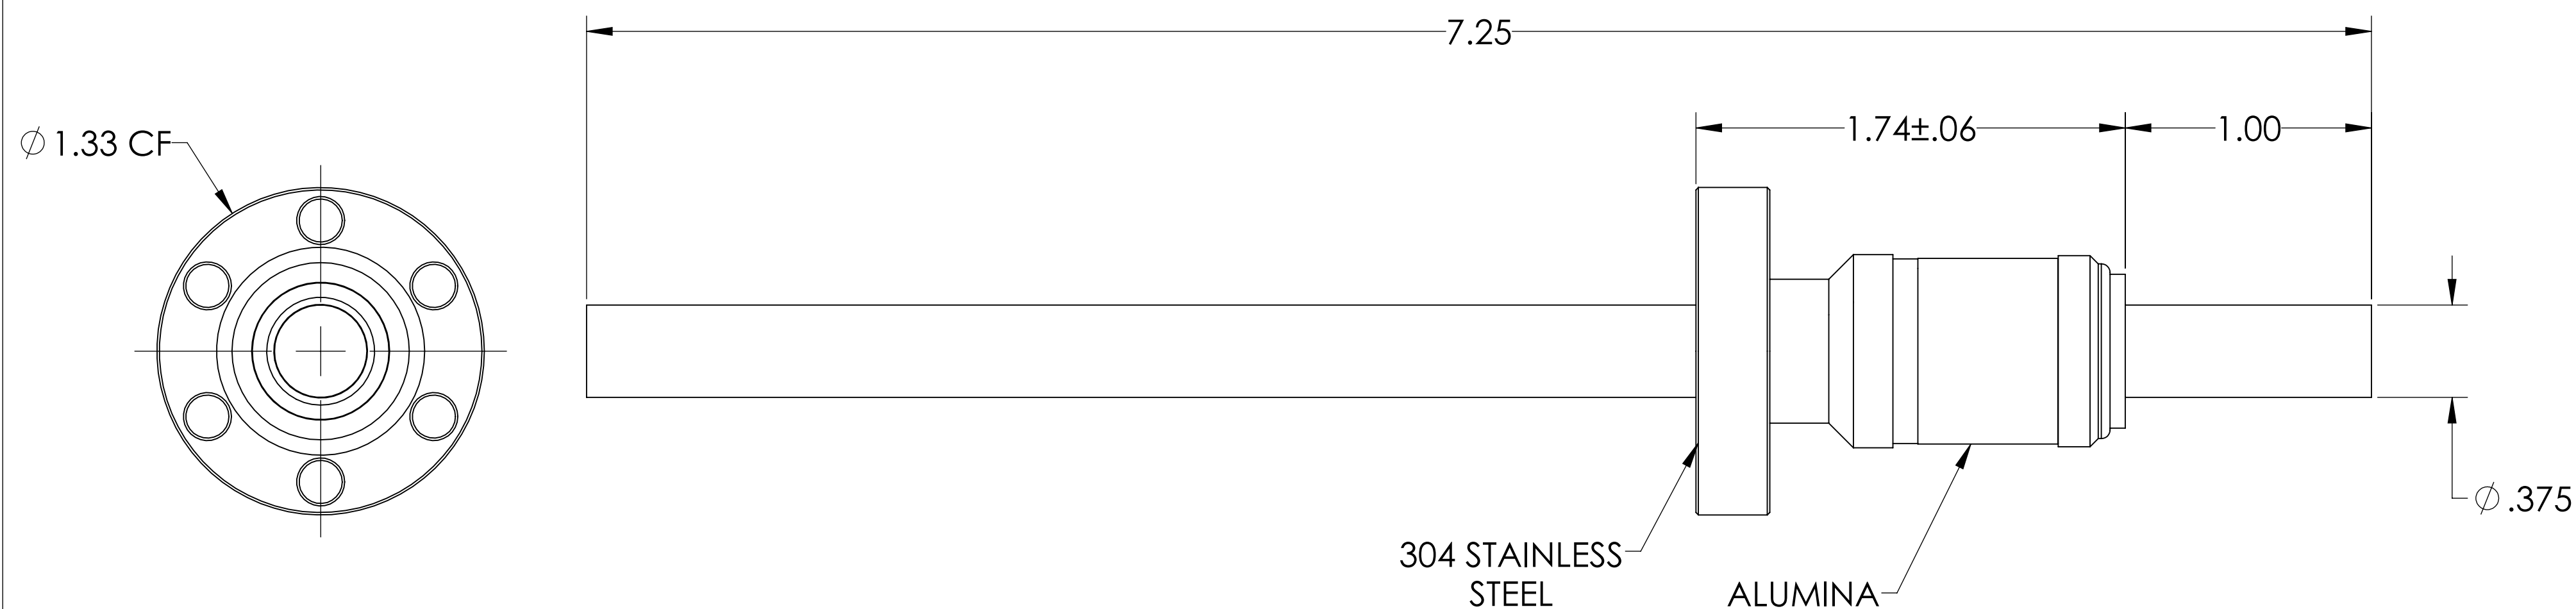 7.25
1.74±.06
1.00
∅ 1.33 CF
∅ .375
304 STAINLESS
STEEL
ALUMINA